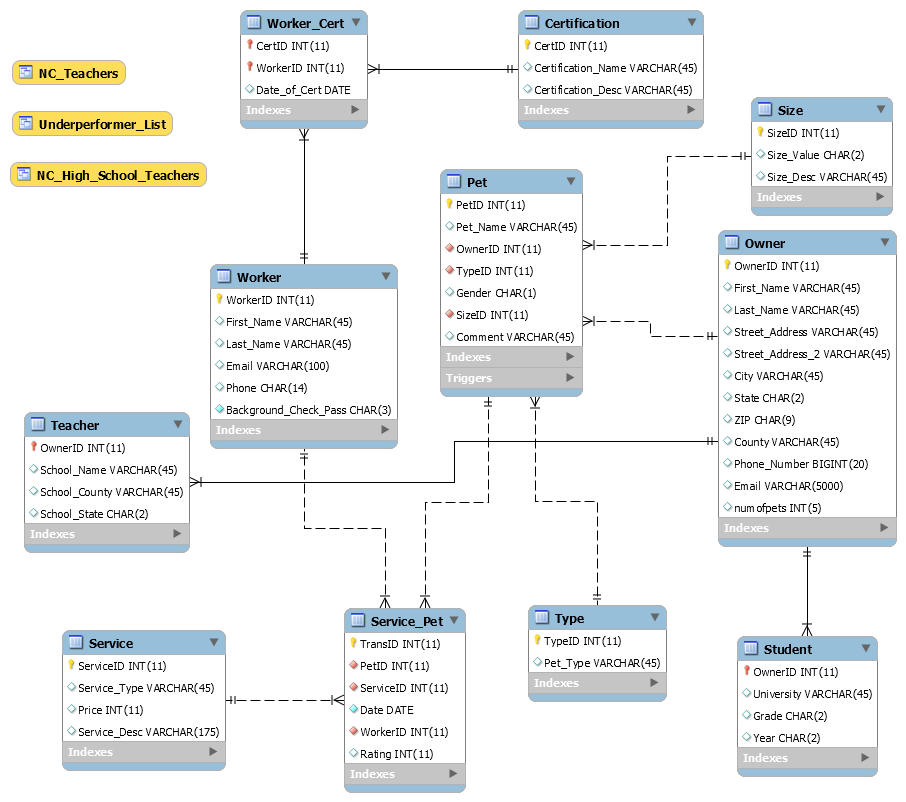 NC_Teachers
Underperformer_List
NC_High_School_Teachers
Worker_Cert
CertID INT(11)
WorkerID INT(11)
Date_of_Cert DATE
Indexes
Certification
CertID INT(11)
Certification_Name VARCHAR(45)
Certification_Desc VARCHAR(45)
Indexes
Size
SizeID INT(11)
Size_Value CHAR(2)
Size_Desc VARCHAR(45)
Indexes
Pet
PetID INT(11)
Pet_Name VARCHAR(45)
OwnerID INT(11)
TypeID INT(11)
Gender CHAR(1)
SizeID INT(11)
Comment VARCHAR(45)
Indexes
Triggers
Owner
OwnerID INT(11)
First_Name VARCHAR(45)
Last_Name VARCHAR(45)
Street_Address VARCHAR(45)
Street_Address_2 VARCHAR(45)
City VARCHAR(45)
State CHAR(2)
ZIP CHAR(9)
County VARCHAR(45)
Phone_Number BIGINT(20)
Email VARCHAR(5000)
numofpets INT(5)
Indexes
Worker
WorkerID INT(11)
First_Name VARCHAR(45)
Last_Name VARCHAR(45)
Email VARCHAR(100)
Phone CHAR(14)
Background_Check_Pass CHAR(3)
Indexes
Teacher
OwnerID INT(11)
School_Name VARCHAR(45)
School_County VARCHAR(45)
School_State CHAR(2)
Indexes
Service
ServiceID INT(11)
Service_Type VARCHAR(45)
Price INT(11)
Service_Desc VARCHAR(175)
Indexes
Service_Pet
TransID INT(11)
PetID INT(11)
ServiceID INT(11)
Date DATE
WorkerID INT(11)
Rating INT(11)
Indexes
Type
TypeID INT(11)
Pet_Type VARCHAR(45)
Indexes
Student
OwnerID INT(11)
University VARCHAR(45)
Grade CHAR(2)
Year CHAR(2)
Indexes